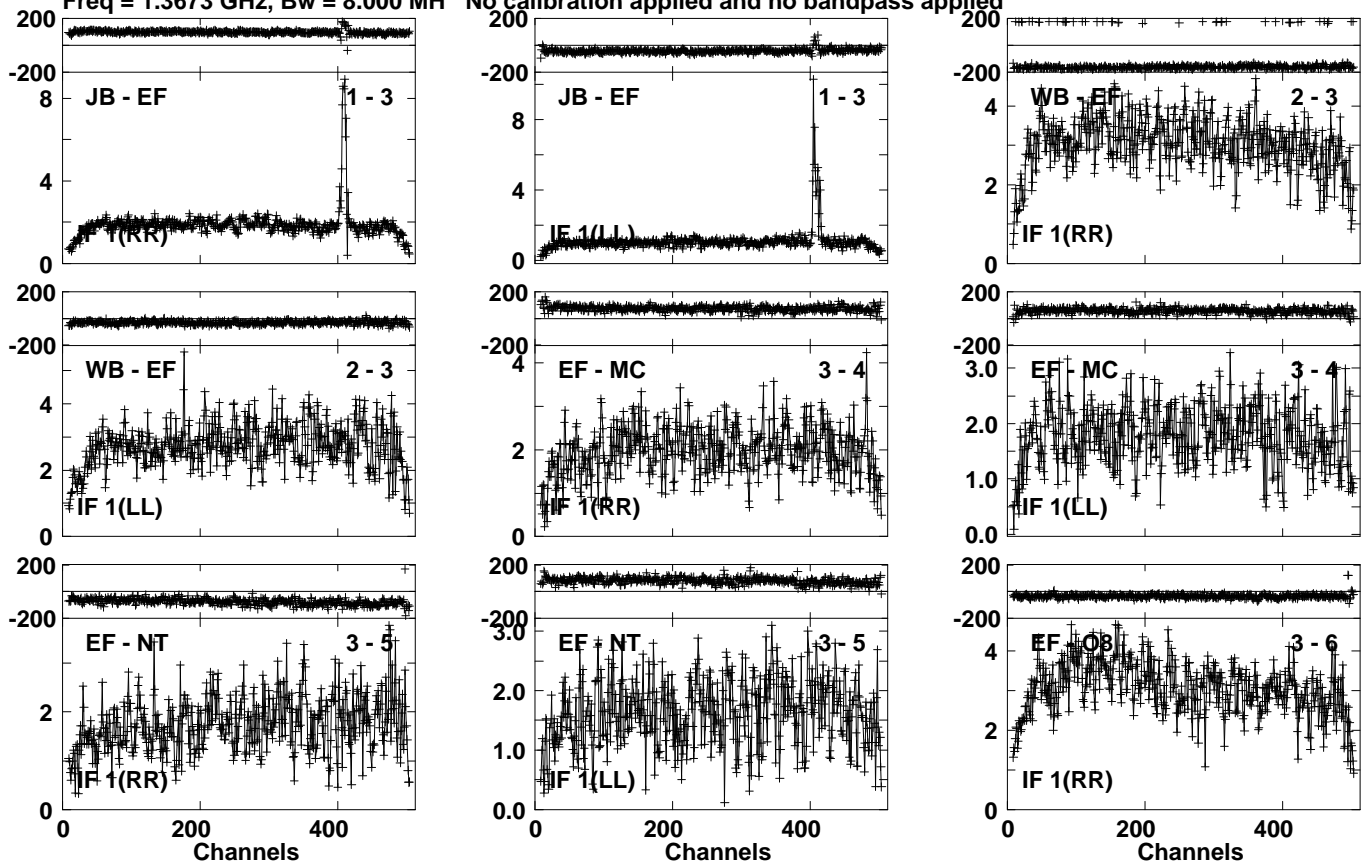 Freq = 1.3673 GHz, Bw = 8.000 MH No calibration applied and no bandpass applied
200 200 200
-200 -200 -200
JB - EF 1 - 3 JB - EF 1 - 3 WB - EF 2 - 3
8 8 4
4 4 2
IF 1(RR) IF 1(LL) IF 1(RR)
0 0 0
200 200 200
-200 -200 -200
WB - EF 2 - 3 EF - MC 3 - 4 EF - MC 3 - 4
4 4 3.0
2 2 2.0
1.0
IF 1(LL) IF 1(RR) IF 1(LL)
0 0 0.0
200 200 200
-200 -200 -200
EF - NT 3 - 5 EF - NT 3 - 5 EF - O8 3 - 6
3.0 4
2 2.0 2
1.0
IF 1(RR) IF 1(LL) IF 1(RR)
0 0.0 0
0 200 400 0 200 400 0 200 400
Channels Channels Channels